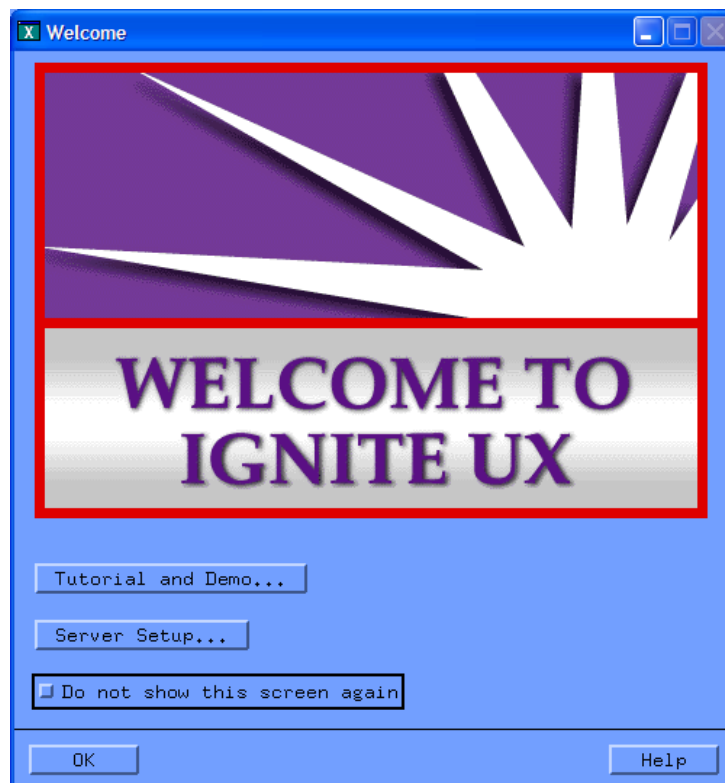 Welcome
WELCOME TO
IGNITE UX
Tutorial and Demo...
Server Setup...
Do not show this screen again
OK
Help